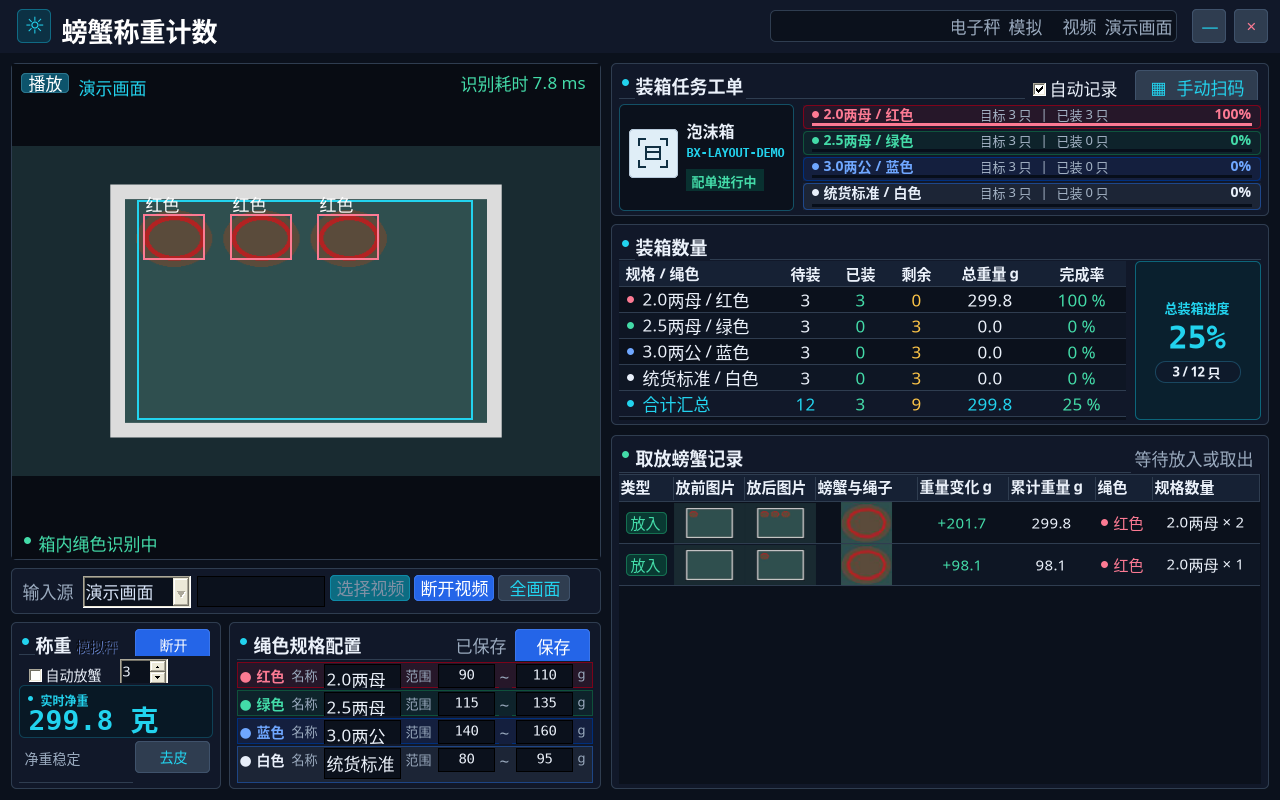 螃蟹称重计数
电子秤 模拟 视频 演示画面 — ×
播放 演示画面 识别耗时 7.8 ms
红色 红色 红色
箱内绳色识别中
输入源 演示画面 选择视频 断开视频 全画面
称重 模拟秤 断开
自动放蟹 3
实时净重
299.8 克
净重稳定 去皮
绳色规格配置 已保存 保存
红色 名称 2.0两母 范围 90 ~ 110 g
绿色 名称 2.5两母 范围 115 ~ 135 g
蓝色 名称 3.0两公 范围 140 ~ 160 g
白色 名称 统货标准 范围 80 ~ 95 g
装箱任务工单 自动记录 手动扫码
泡沫箱
BX-LAYOUT-DEMO
配单进行中
2.0两母 / 红色 目标 3 只 | 已装 3 只 100%
2.5两母 / 绿色 目标 3 只 | 已装 0 只 0%
3.0两公 / 蓝色 目标 3 只 | 已装 0 只 0%
统货标准 / 白色 目标 3 只 | 已装 0 只 0%
装箱数量
规格 / 绳色 待装 已装 剩余 总重量 g 完成率
2.0两母 / 红色 3 3 0 299.8 100 %
2.5两母 / 绿色 3 0 3 0.0 0 %
3.0两公 / 蓝色 3 0 3 0.0 0 %
统货标准 / 白色 3 0 3 0.0 0 %
合计汇总 12 3 9 299.8 25 %
总装箱进度
25%
3 / 12 只
取放螃蟹记录 等待放入或取出
类型 放前图片 放后图片 螃蟹与绳子 重量变化 g 累计重量 g 绳色 规格数量
放入 +201.7 299.8 红色 2.0两母 × 2
放入 +98.1 98.1 红色 2.0两母 × 1